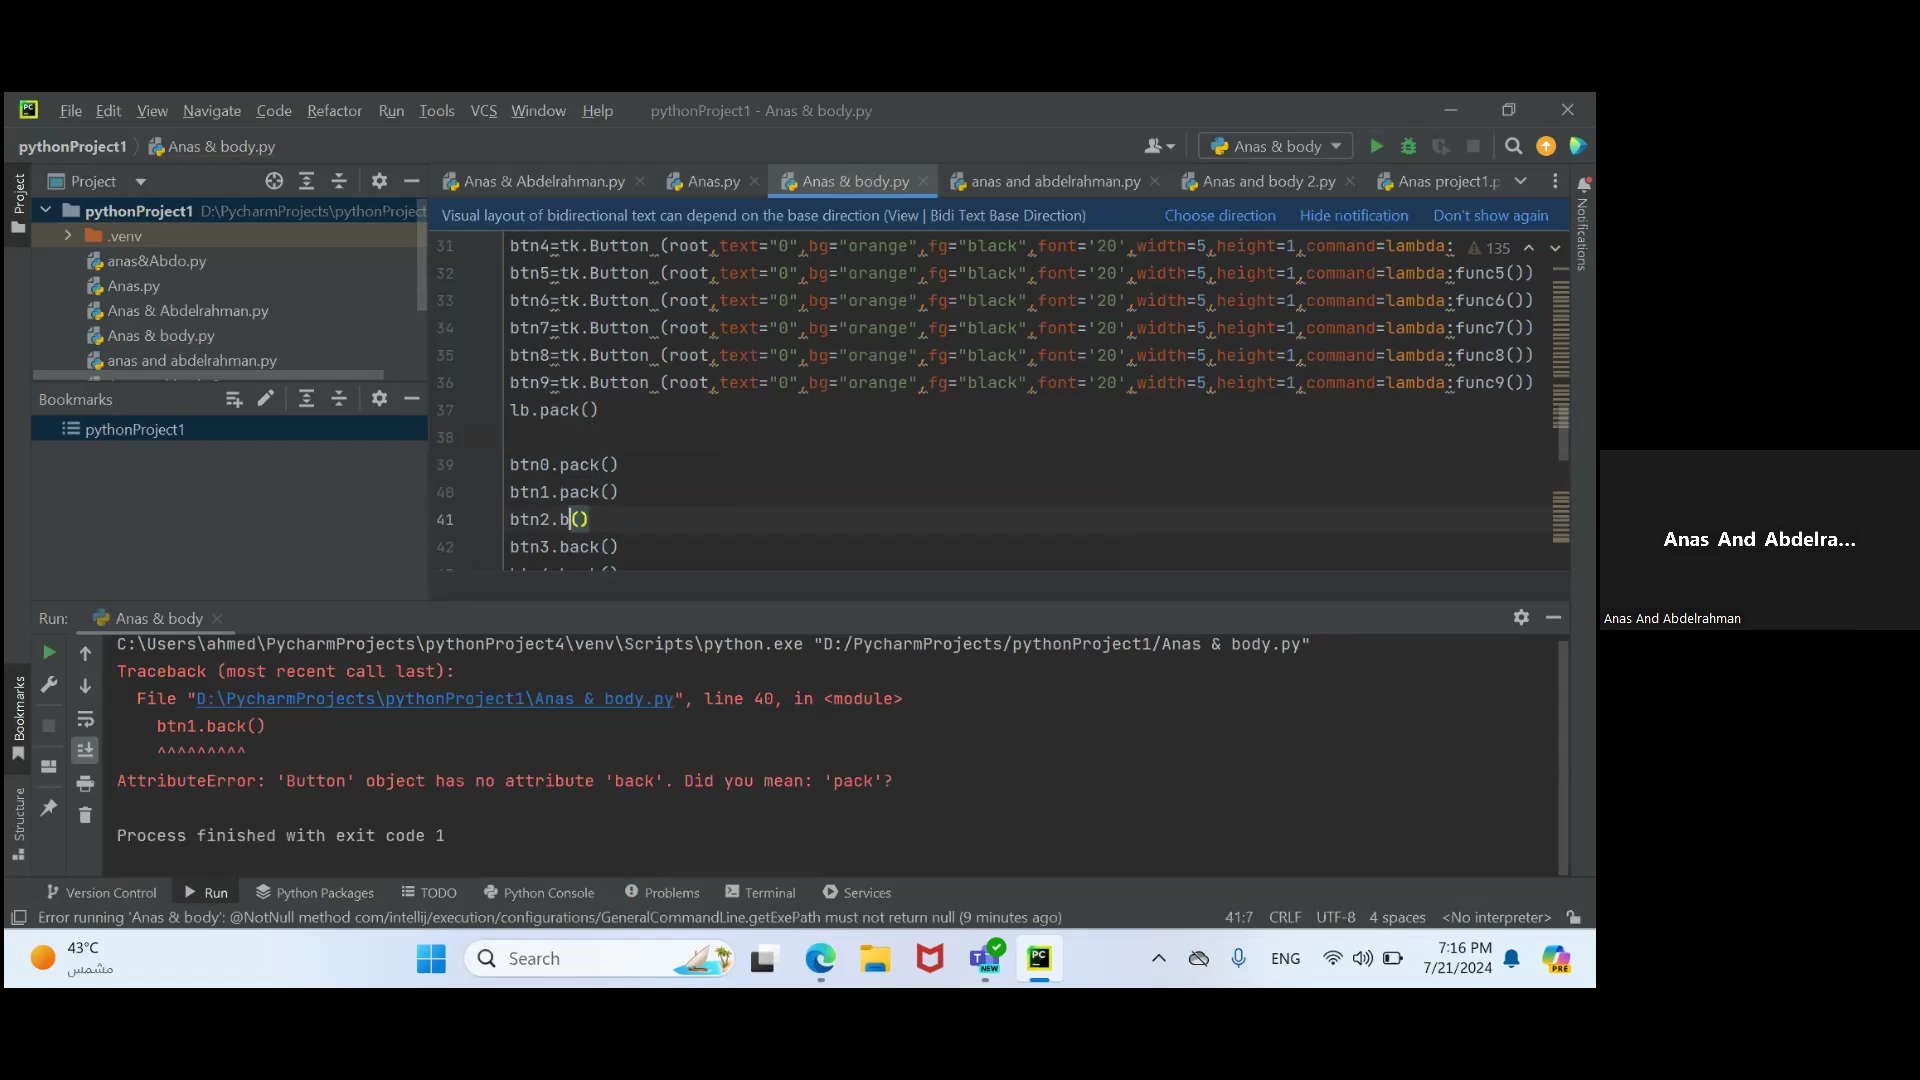 File Edit View Navigate Code Refactor Run Tools VCS Window Help pythonProject1 - Anas & body.py
pythonProject1 Anas & body.py
Anas & body
Project
Anas & Abdelrahman.py
Anas.py
Anas & body.py
anas and abdelrahman.py
Anas and body 2.py
Anas project1.p
pythonProject1 D:\PycharmProjects\pythonProject
.venv
anas&Abdo.py
Anas.py
Anas & Abdelrahman.py
Anas & body.py
anas and abdelrahman.py
Bookmarks
pythonProject1
Visual layout of bidirectional text can depend on the base direction (View | Bidi Text Base Direction) Choose direction Hide notification Don't show again
31 btn4=tk.Button (root,text="0",bg="orange",fg="black",font='20',width=5,height=1,command=lambda: 135
32 btn5=tk.Button (root,text="0",bg="orange",fg="black",font='20',width=5,height=1,command=lambda:func5())
33 btn6=tk.Button (root,text="0",bg="orange",fg="black",font='20',width=5,height=1,command=lambda:func6())
34 btn7=tk.Button (root,text="0",bg="orange",fg="black",font='20',width=5,height=1,command=lambda:func7())
35 btn8=tk.Button (root,text="0",bg="orange",fg="black",font='20',width=5,height=1,command=lambda:func8())
36 btn9=tk.Button (root,text="0",bg="orange",fg="black",font='20',width=5,height=1,command=lambda:func9())
37 lb.pack()
38
39 btn0.pack()
40 btn1.pack()
41 btn2.b()
42 btn3.back()
Project
Notifications
Bookmarks
Structure
Run: Anas & body
C:\Users\ahmed\PycharmProjects\pythonProject4\venv\Scripts\python.exe "D:/PycharmProjects/pythonProject1/Anas & body.py"
Traceback (most recent call last):
File "D:\PycharmProjects\pythonProject1\Anas & body.py", line 40, in <module>
btn1.back()
^^^^^^^^^
AttributeError: 'Button' object has no attribute 'back'. Did you mean: 'pack'?
Process finished with exit code 1
Version Control Run Python Packages TODO Python Console Problems Terminal Services
Error running 'Anas & body': @NotNull method com/intellij/execution/configurations/GeneralCommandLine.getExePath must not return null (9 minutes ago) 41:7 CRLF UTF-8 4 spaces <No interpreter>
43°C
مشمس
Search
NEW
PC
ENG
7:16 PM
7/21/2024
PRE
Anas And Abdelra...
Anas And Abdelrahman